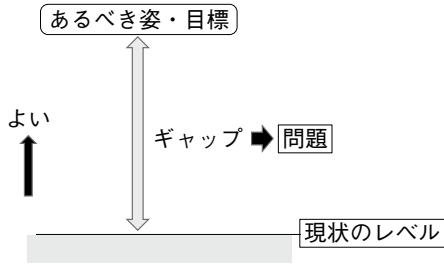 あるべき姿・目標
よい
ギャップ
問題
現状のレベル